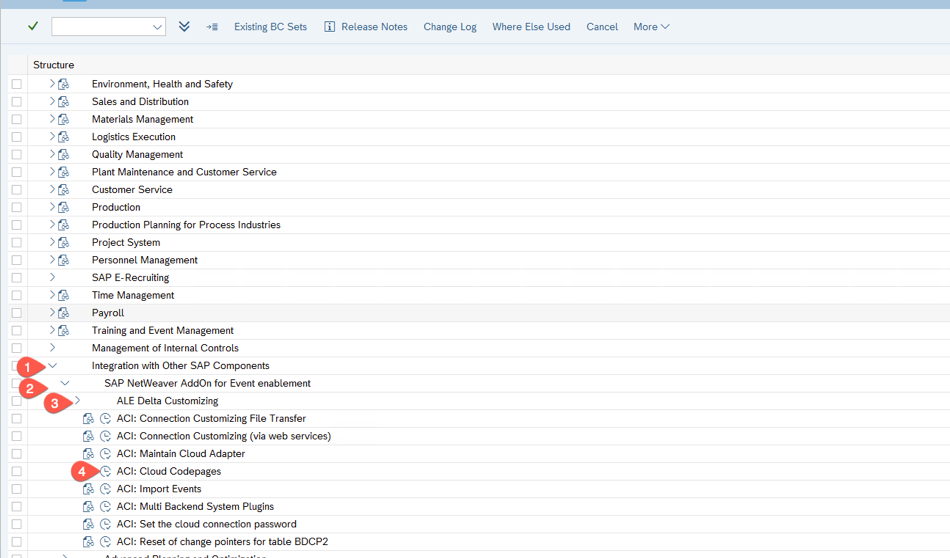 Existing BC Sets Release Notes Change Log Where Else Used Cancel More
Structure
Environment, Health and Safety
Sales and Distribution
Materials Management
Logistics Execution
Quality Management
Plant Maintenance and Customer Service
Customer Service
Production
Production Planning for Process Industries
Project System
Personnel Management
SAP E-Recruiting
Time Management
Payroll
Training and Event Management
Management of Internal Controls
1 Integration with Other SAP Components
2 SAP NetWeaver AddOn for Event enablement
3 ALE Delta Customizing
ACI: Connection Customizing File Transfer
ACI: Connection Customizing (via web services)
ACI: Maintain Cloud Adapter
4 ACI: Cloud Codepages
ACI: Import Events
ACI: Multi Backend System Plugins
ACI: Set the cloud connection password
ACI: Reset of change pointers for table BDCP2
Advanced Planning and Optimization